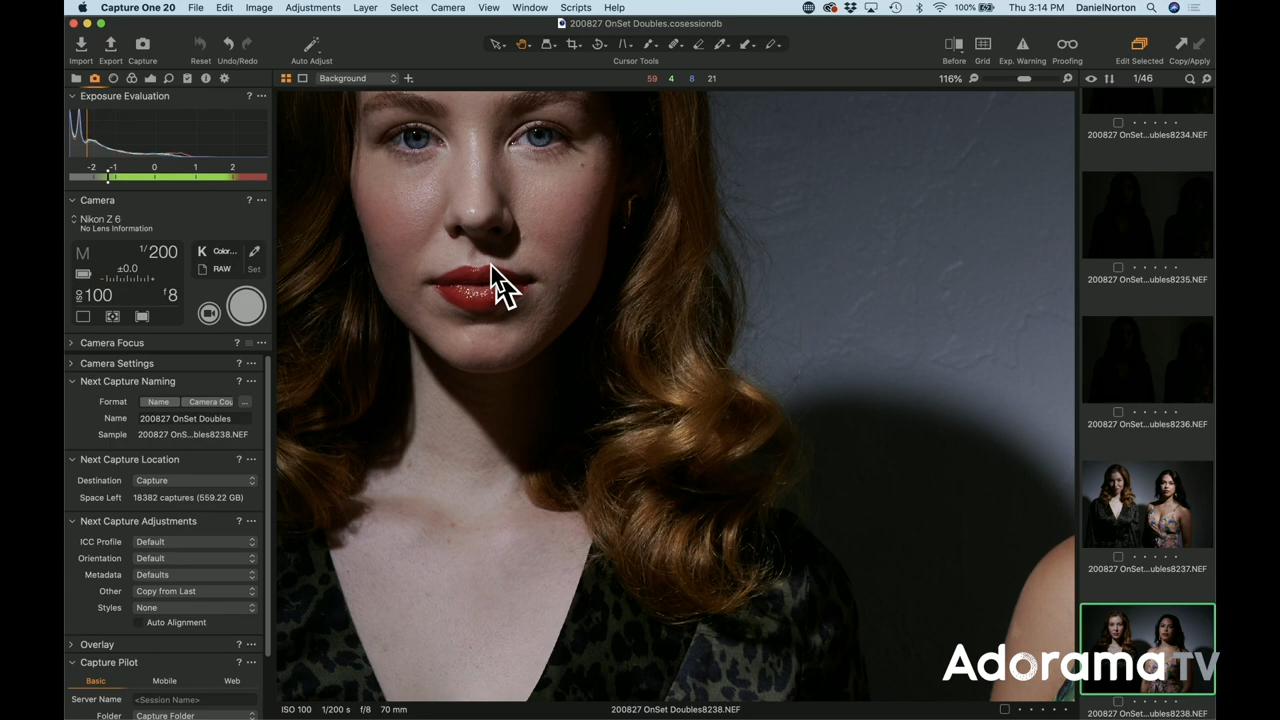 Capture One 20 File Edit Image Adjustments Layer Select Camera View Window Scripts Help 100% Thu 3:14 PM DanielNorton
200827 OnSet Doubles.cosessiondb
Import Export Capture Reset Undo/Redo Auto Adjust Cursor Tools Before Grid Exp. Warning Proofing Edit Selected Copy/Apply
Background 59 4 8 21 116% 1/46
Exposure Evaluation ? ...
-2 -1 0 1 2
Camera ? ...
Nikon Z 6
No Lens Information
M 1/200 K Color...
±0.0 RAW Set
ISO 100 f 8
Camera Focus ? ...
Camera Settings ? ...
Next Capture Naming ? ...
Format Name Camera Cou ...
Name 200827 OnSet Doubles
Sample 200827 OnS...bles8238.NEF
Next Capture Location ? ...
Destination Capture
Space Left 18382 captures (559.22 GB)
Next Capture Adjustments ? ...
ICC Profile Default
Orientation Default
Metadata Defaults
Other Copy from Last
Styles None
Auto Alignment
Overlay ? ...
Capture Pilot ? ...
Basic Mobile Web
Server Name <Session Name>
Folder Capture Folder
ISO 100 1/200 s f/8 70 mm 200827 OnSet Doubles8238.NEF
200827 OnSet...ubles8234.NEF
200827 OnSet...ubles8235.NEF
200827 OnSet...ubles8236.NEF
200827 OnSet...ubles8237.NEF
200827 OnSet...ubles8238.NEF
Adorama TV